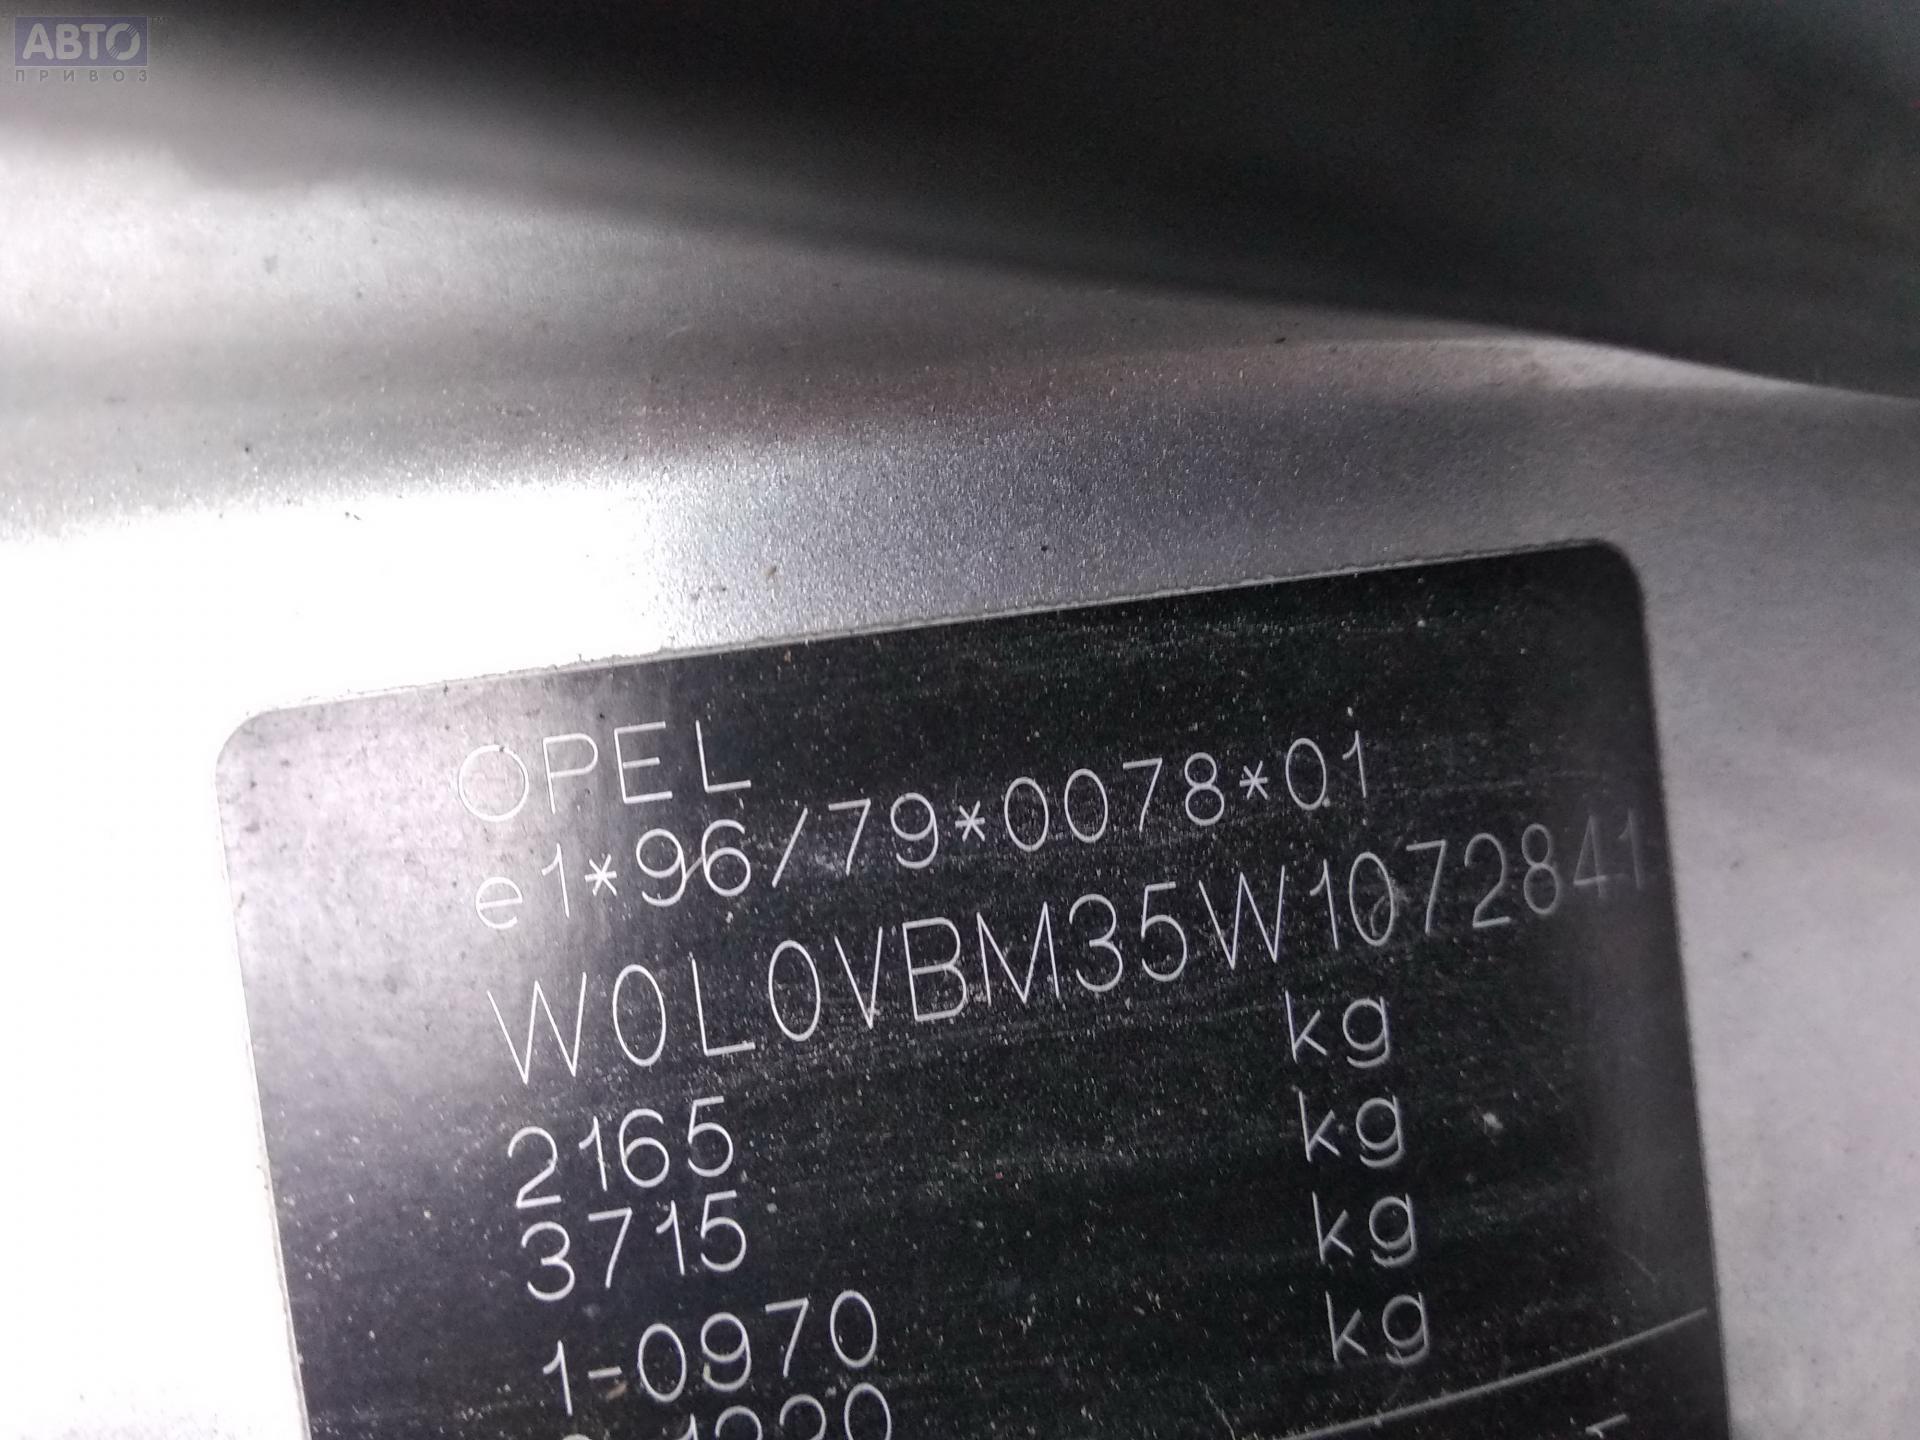 АВТО
ПРИВОЗ
OPEL
e1*96/79*0078*01
W0L0VBM35W1072841
2165 kg
3715 kg
1-0970 kg
kg